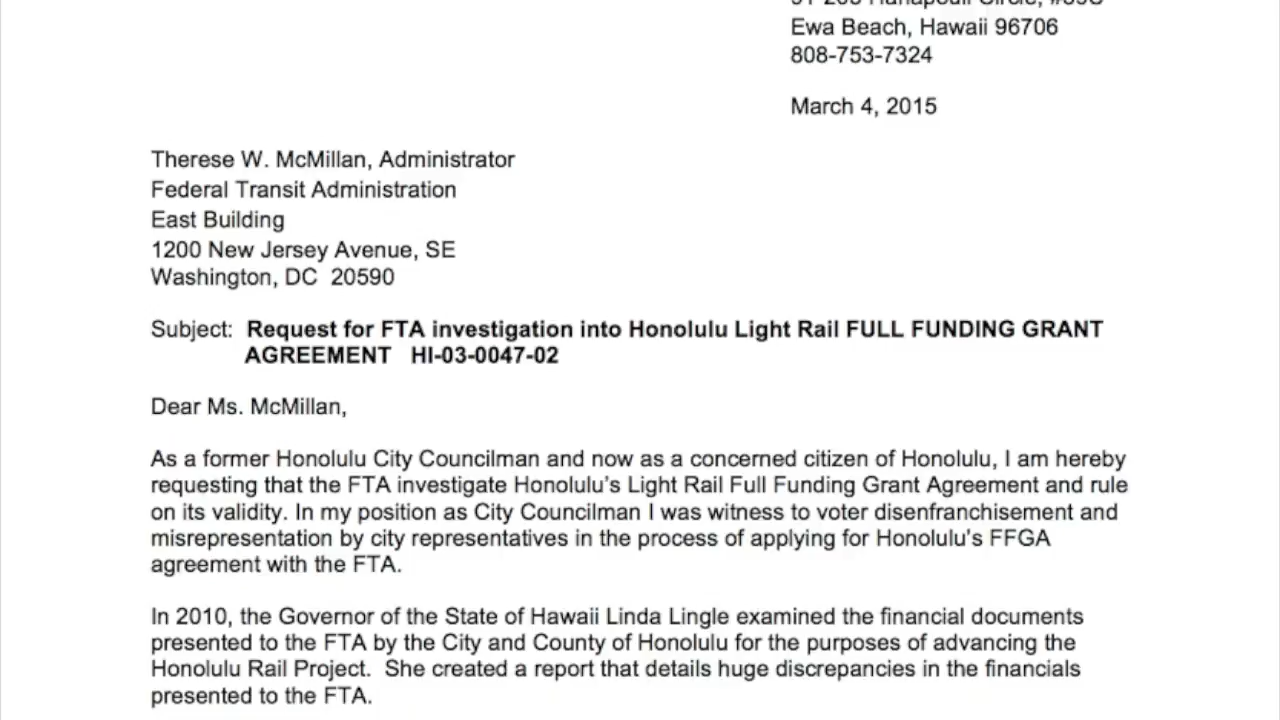 Ewa Beach, Hawaii 96706
808-753-7324
March 4, 2015
Therese W. McMillan, Administrator
Federal Transit Administration
East Building
1200 New Jersey Avenue, SE
Washington, DC 20590
Subject: Request for FTA investigation into Honolulu Light Rail FULL FUNDING GRANT
AGREEMENT HI-03-0047-02
Dear Ms. McMillan,
As a former Honolulu City Councilman and now as a concerned citizen of Honolulu, I am hereby
requesting that the FTA investigate Honolulu's Light Rail Full Funding Grant Agreement and rule
on its validity. In my position as City Councilman I was witness to voter disenfranchisement and
misrepresentation by city representatives in the process of applying for Honolulu's FFGA
agreement with the FTA.
In 2010, the Governor of the State of Hawaii Linda Lingle examined the financial documents
presented to the FTA by the City and County of Honolulu for the purposes of advancing the
Honolulu Rail Project. She created a report that details huge discrepancies in the financials
presented to the FTA.